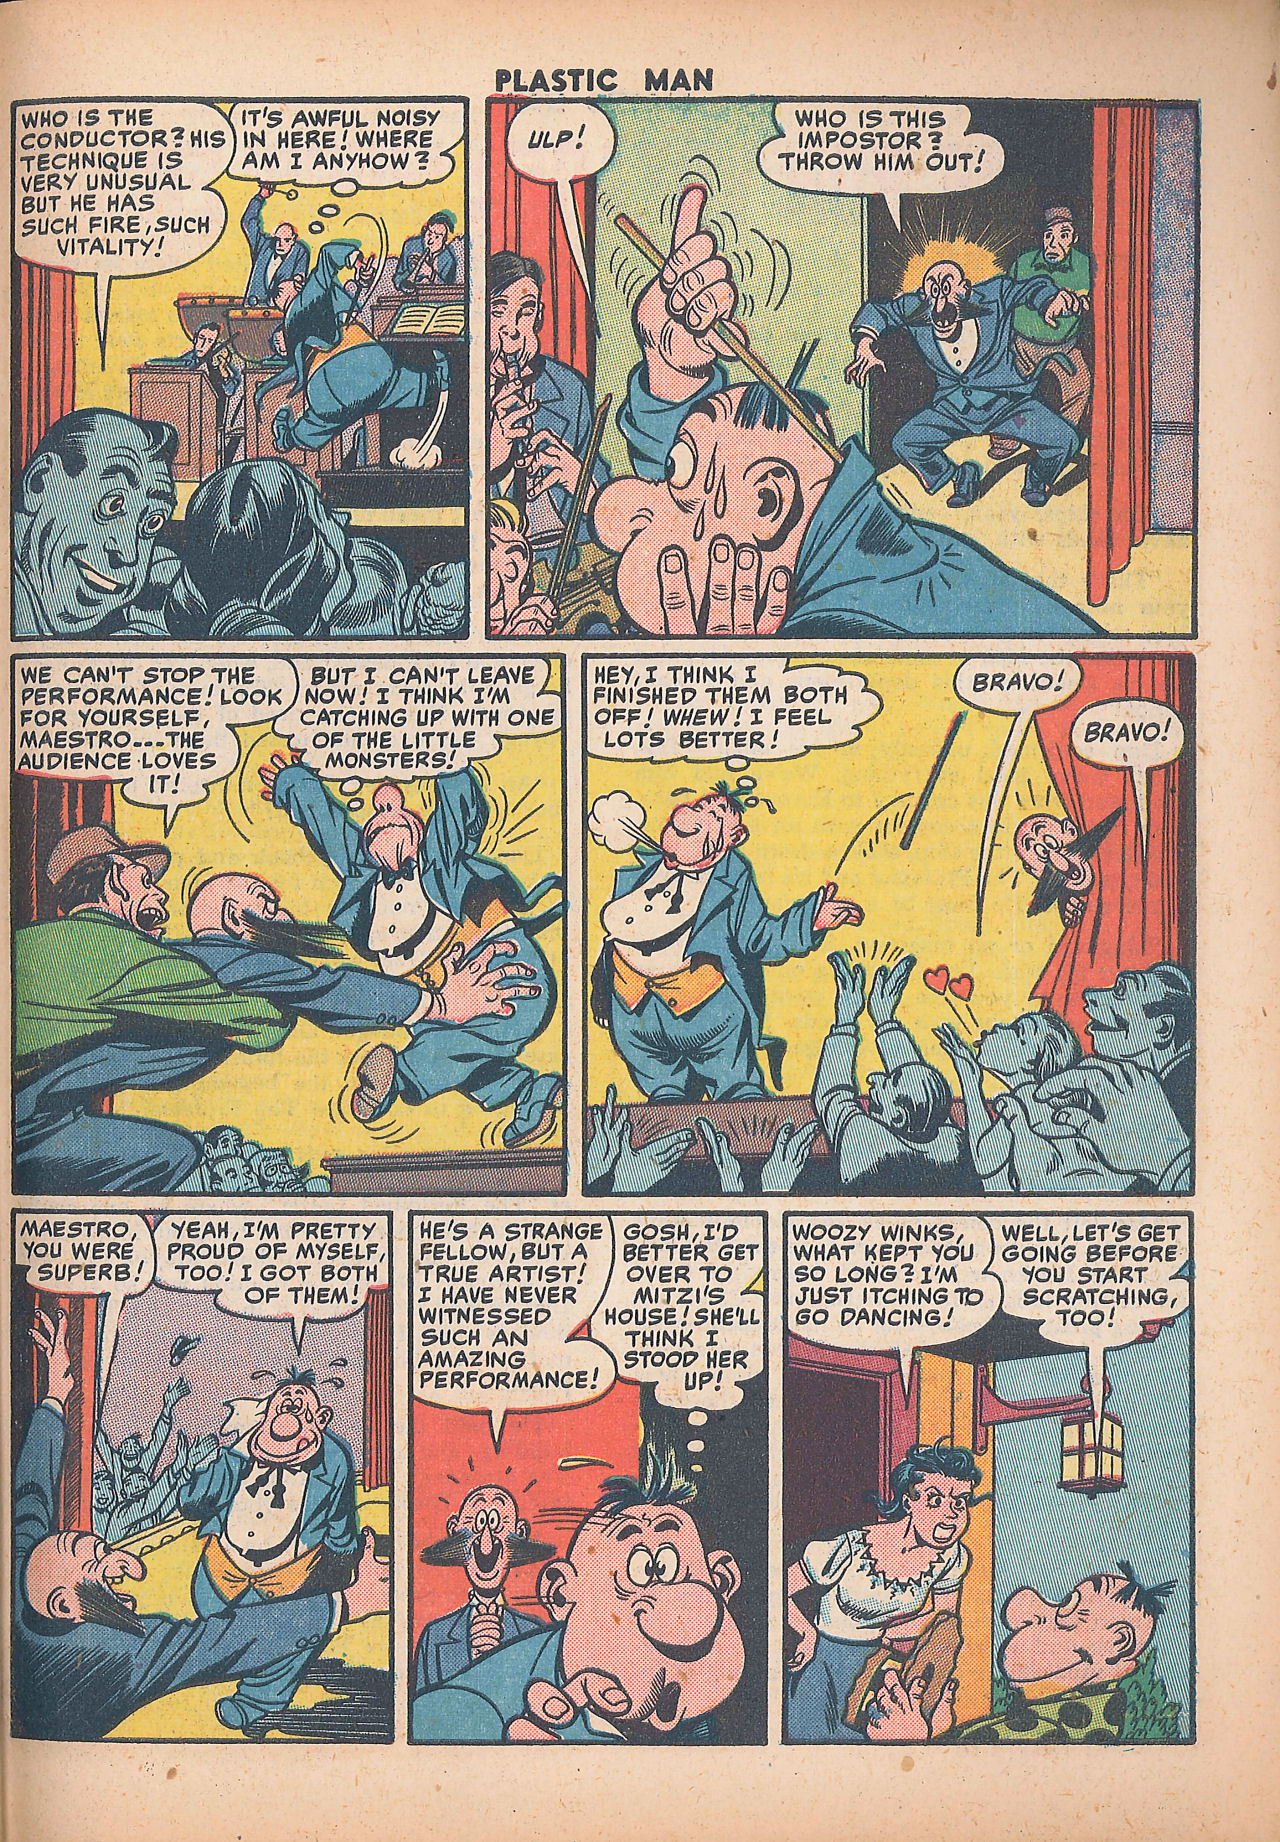 PLASTIC MAN
WHO IS THE
CONDUCTOR? HIS
TECHNIQUE IS
VERY UNUSUAL
BUT HE HAS
SUCH FIRE, SUCH
VITALITY!
IT'S AWFUL NOISY
IN HERE! WHERE
AM I ANYHOW?
ULP!
WHO IS THIS
IMPOSTOR?
THROW HIM OUT!
WE CAN'T STOP THE
PERFORMANCE! LOOK
FOR YOURSELF,
MAESTRO...THE
AUDIENCE LOVES
IT!
BUT I CAN'T LEAVE
NOW! I THINK I'M
CATCHING UP WITH ONE
OF THE LITTLE
MONSTERS!
HEY, I THINK I
FINISHED THEM BOTH
OFF! WHEW! I FEEL
LOTS BETTER!
BRAVO!
BRAVO!
MAESTRO,
YOU WERE
SUPERB!
YEAH, I'M PRETTY
PROUD OF MYSELF,
TOO! I GOT BOTH
OF THEM!
HE'S A STRANGE
FELLOW, BUT A
TRUE ARTIST!
I HAVE NEVER
WITNESSED
SUCH AN
AMAZING
PERFORMANCE!
GOSH, I'D
BETTER GET
OVER TO
MITZI'S
HOUSE! SHE'LL
THINK I
STOOD HER
UP!
WOOZY WINKS,
WHAT KEPT YOU
SO LONG? I'M
JUST ITCHING TO
GO DANCING!
WELL, LET'S GET
GOING BEFORE
YOU START
SCRATCHING,
TOO!